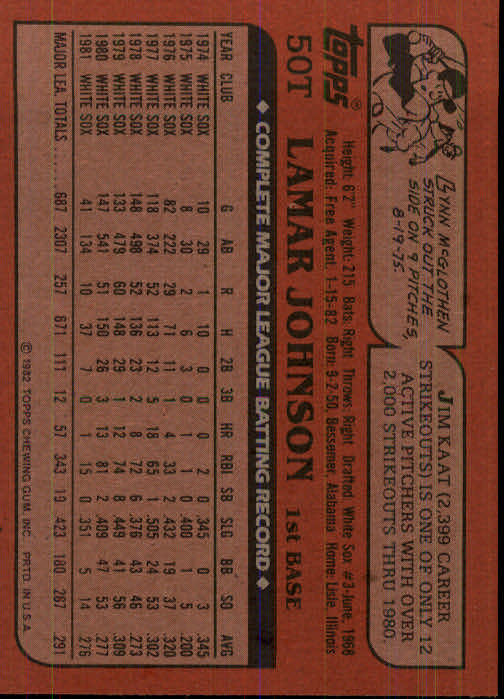 LYNN McGLOTHEN
STRUCK OUT THE
SIDE ON 9 PITCHES,
8-19-75.
JIM KAAT (2,399 CAREER
STRIKEOUTS) IS ONE OF ONLY 12
ACTIVE PITCHERS WITH OVER
2,000 STRIKEOUTS THRU 1980.
TOPPS®
Height: 6'2" Weight: 215 Bats: Right Throws: Right Drafted: White Sox #3-June, 1968
Acquired: Free Agent, 1-15-82 Born: 9-2-50, Bessemer, Alabama Home: Lisle, Illinois
50T LAMAR JOHNSON 1st BASE
◆ COMPLETE MAJOR LEAGUE BATTING RECORD ◆
YEAR CLUB G AB R H 2B 3B HR RBI SB SLG BB SO AVG
1974 WHITE SOX 10 29 1 10 0 0 0 2 0 .345 0 3 .345
1975 WHITE SOX 8 30 2 6 3 0 1 1 0 .400 1 5 .200
1976 WHITE SOX 82 222 29 71 11 1 4 33 2 .432 19 37 .320
1977 WHITE SOX 118 374 52 113 12 5 18 65 1 .505 24 53 .302
1978 WHITE SOX 148 498 52 136 23 2 8 72 6 .376 43 46 .273
1979 WHITE SOX 133 479 60 148 29 1 12 74 8 .449 41 56 .309
1980 WHITE SOX 147 541 51 150 26 3 13 81 2 .409 47 53 .277
1981 WHITE SOX 41 134 10 37 7 0 1 15 0 .351 5 14 .276
MAJOR LEA. TOTALS 687 2307 257 671 111 12 57 343 19 .423 180 267 .291
© 1982 TOPPS CHEWING GUM, INC. PRTD. IN U.S.A.